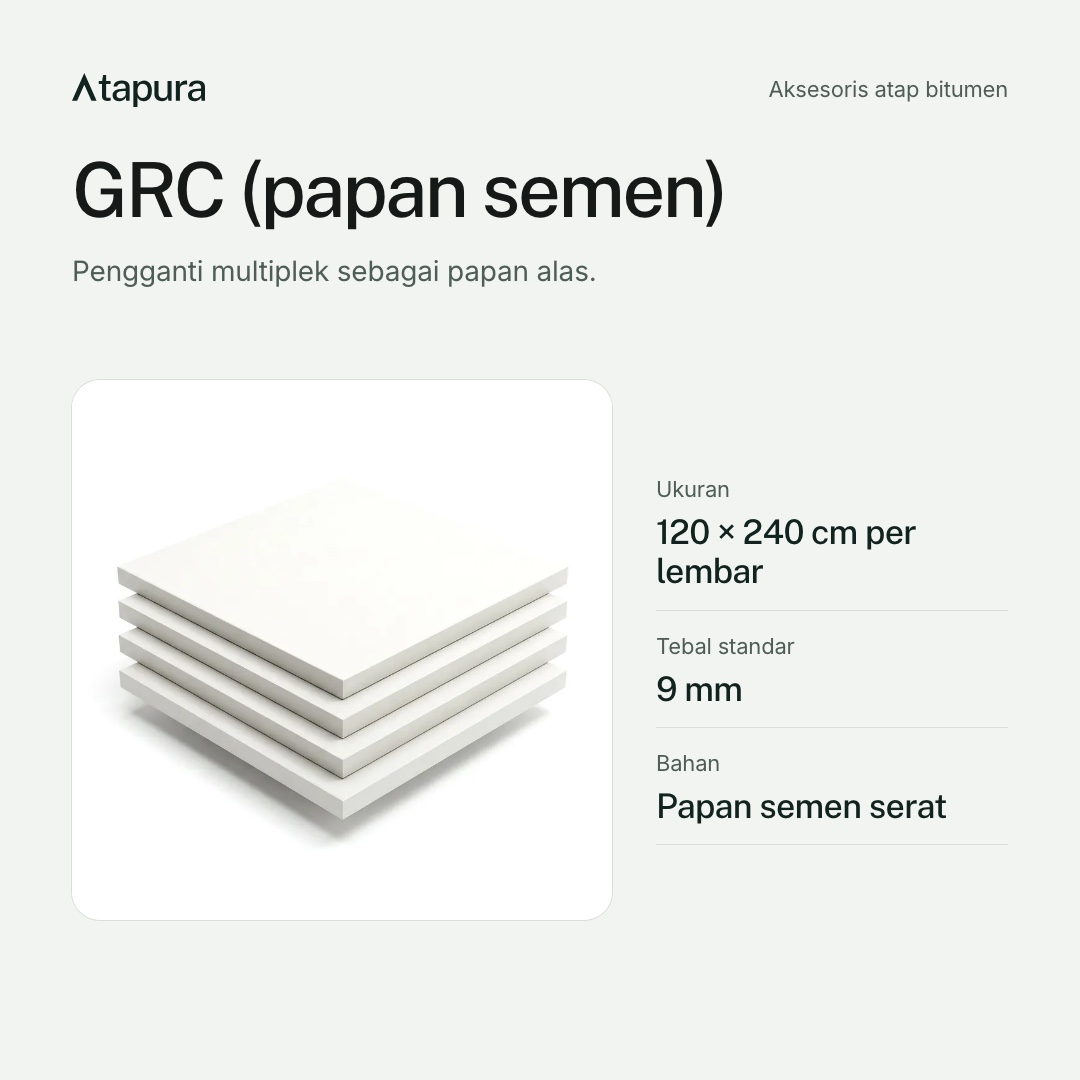 Atapura
Aksesoris atap bitumen
GRC (papan semen)
Pengganti multiplek sebagai papan alas.
Ukuran
120 × 240 cm per
lembar
Tebal standar
9 mm
Bahan
Papan semen serat